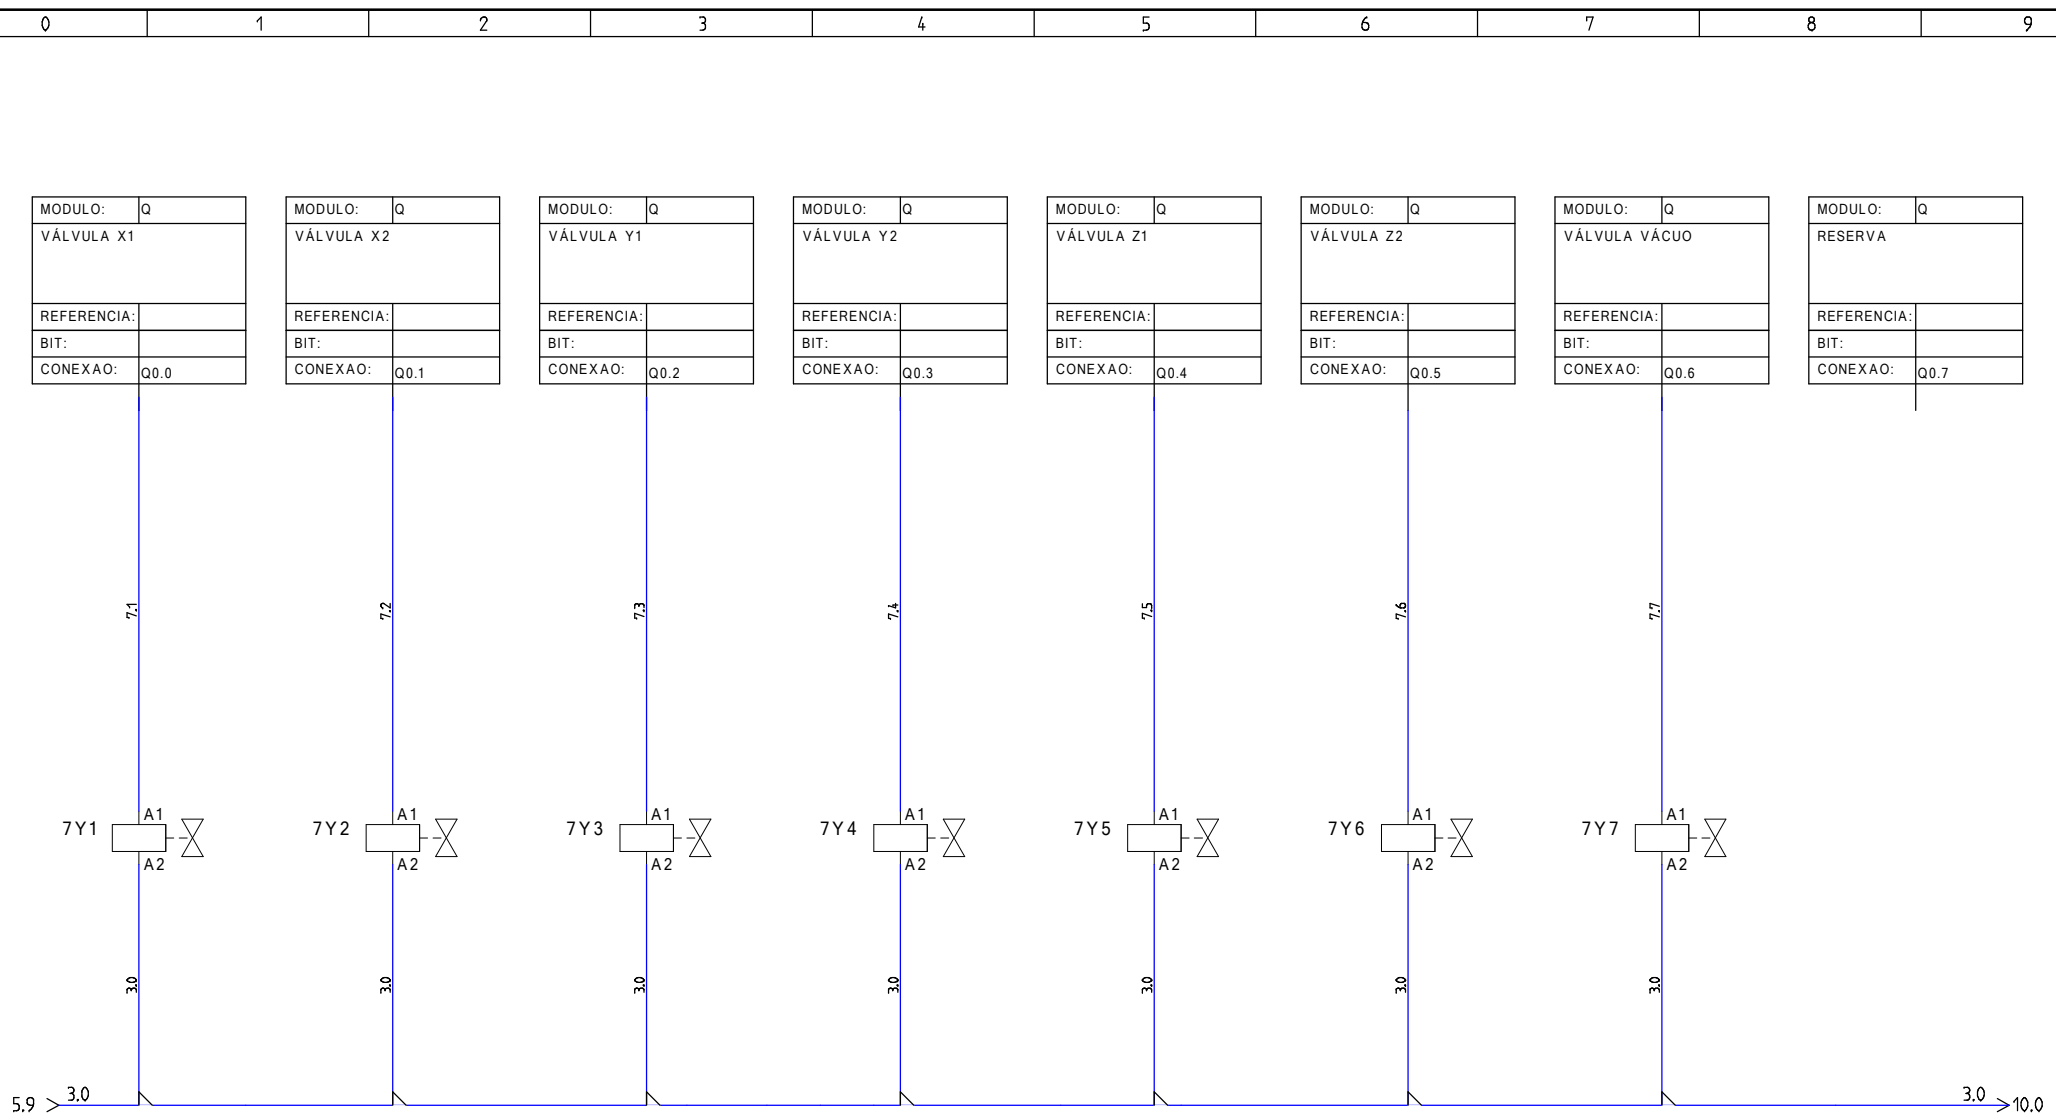 0 1 2 3 4 5 6 7 8 9
MODULO: Q MODULO: Q MODULO: Q MODULO: Q MODULO: Q MODULO: Q MODULO: Q MODULO: Q
VÁLVULA X1 VÁLVULA X2 VÁLVULA Y1 VÁLVULA Y2 VÁLVULA Z1 VÁLVULA Z2 VÁLVULA VÁCUO RESERVA
REFERENCIA: REFERENCIA: REFERENCIA: REFERENCIA: REFERENCIA: REFERENCIA: REFERENCIA: REFERENCIA:
BIT: BIT: BIT: BIT: BIT: BIT: BIT: BIT:
CONEXAO: Q0.0 CONEXAO: Q0.1 CONEXAO: Q0.2 CONEXAO: Q0.3 CONEXAO: Q0.4 CONEXAO: Q0.5 CONEXAO: Q0.6 CONEXAO: Q0.7
7.1 7.2 7.3 7.4 7.5 7.6 7.7
A1 A1 A1 A1 A1 A1 A1
7Y1 7Y2 7Y3 7Y4 7Y5 7Y6 7Y7
A2 A2 A2 A2 A2 A2 A2
3.0 3.0 3.0 3.0 3.0 3.0 3.0
3.0 3.0
5.9 10.0